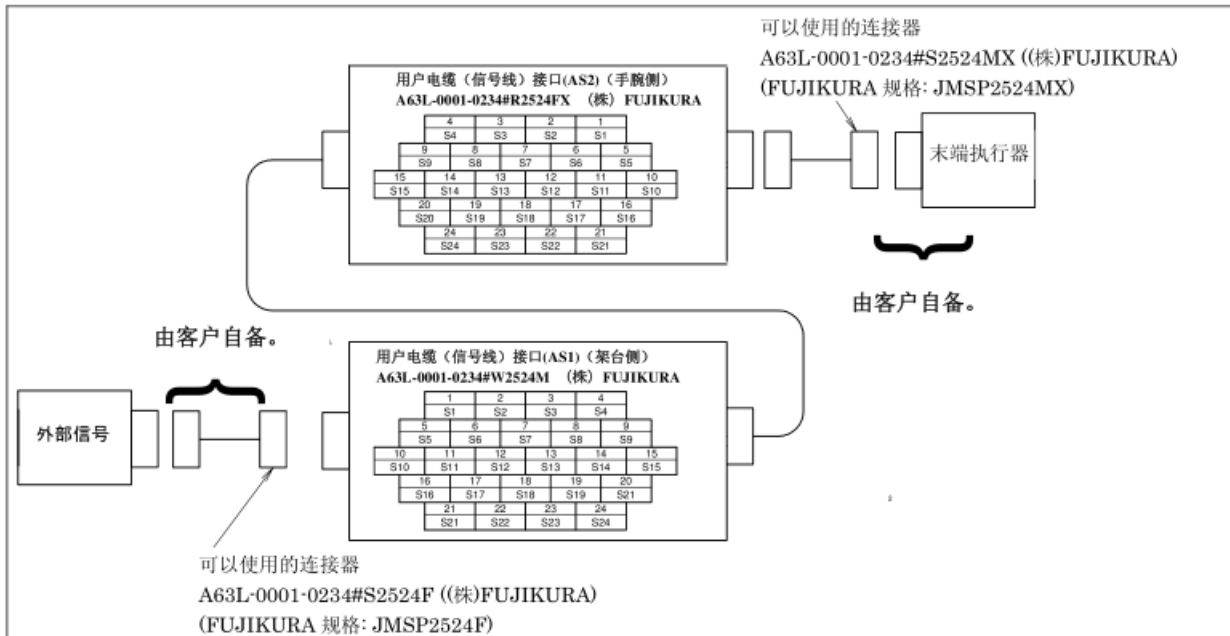 可以使用的连接器
A63L-0001-0234#S2524MX ((株)FUJIKURA)
(FUJIKURA 规格: JMSP2524MX)
用户电缆（信号线）接口(AS2)（手腕侧）
A63L-0001-0234#R2524FX （株）FUJIKURA
4 3 2 1
S4 S3 S2 S1
9 8 7 6 5
S9 S8 S7 S6 S5
15 14 13 12 11 10
S15 S14 S13 S12 S11 S10
20 19 18 17 16
S20 S19 S18 S17 S16
24 23 22 21
S24 S23 S22 S21
末端执行器
由客户自备。
由客户自备。
用户电缆（信号线）接口(AS1)（架台侧）
A63L-0001-0234#W2524M （株）FUJIKURA
1 2 3 4
S1 S2 S3 S4
5 6 7 8 9
S5 S6 S7 S8 S9
10 11 12 13 14 15
S10 S11 S12 S13 S14 S15
16 17 18 19 20
S16 S17 S18 S19 S21
21 22 23 24
S21 S22 S23 S24
外部信号
可以使用的连接器
A63L-0001-0234#S2524F ((株)FUJIKURA)
(FUJIKURA 规格: JMSP2524F)